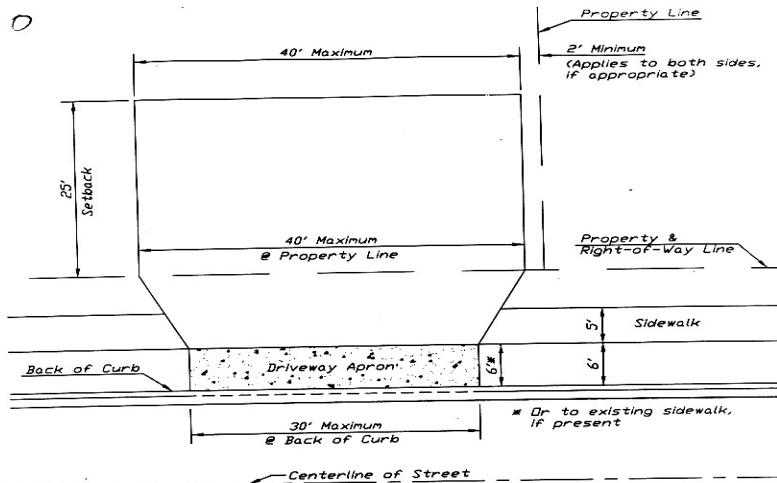 Property Line
40' Maximum
2' Minimum
(Applies to both sides,
if appropriate)
25'
Setback
40' Maximum
@ Property Line
Property &
Right-of-Way Line
5'
Sidewalk
Back of Curb
Driveway Apron
6'*
6'
30' Maximum
@ Back of Curb
* Or to existing sidewalk,
if present
Centerline of Street